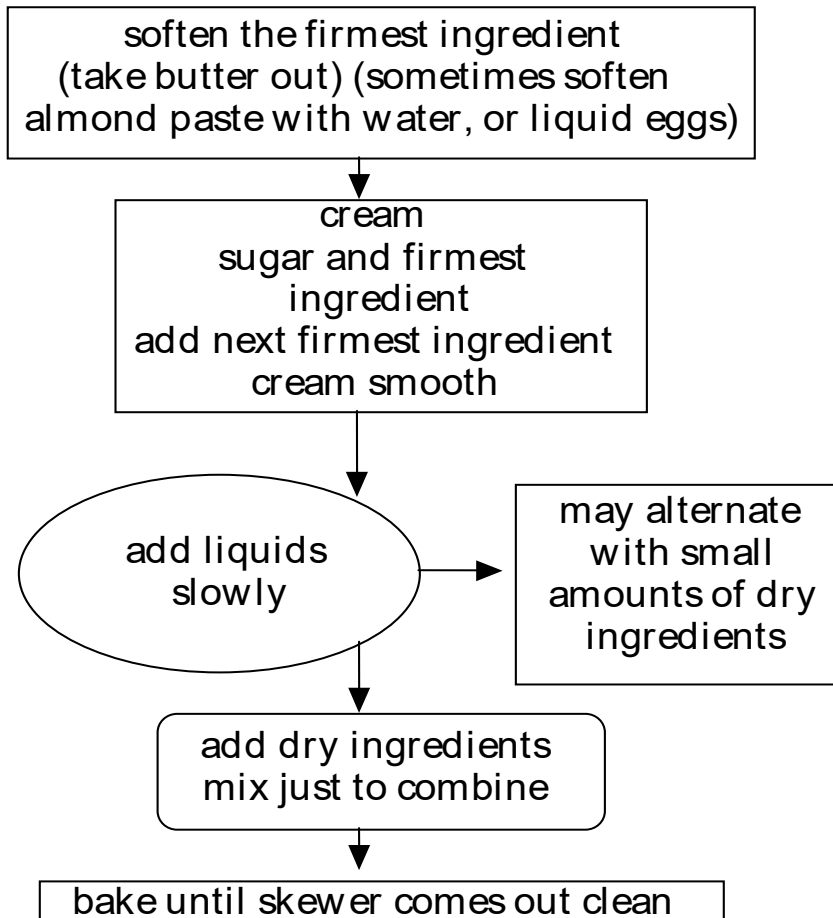 soften the firmest ingredient
(take butter out) (sometimes soften
almond paste with water, or liquid eggs)
cream
sugar and firmest
ingredient
add next firmest ingredient
cream smooth
add liquids
slowly
may alternate
with small
amounts of dry
ingredients
add dry ingredients
mix just to combine
bake until skewer comes out clean